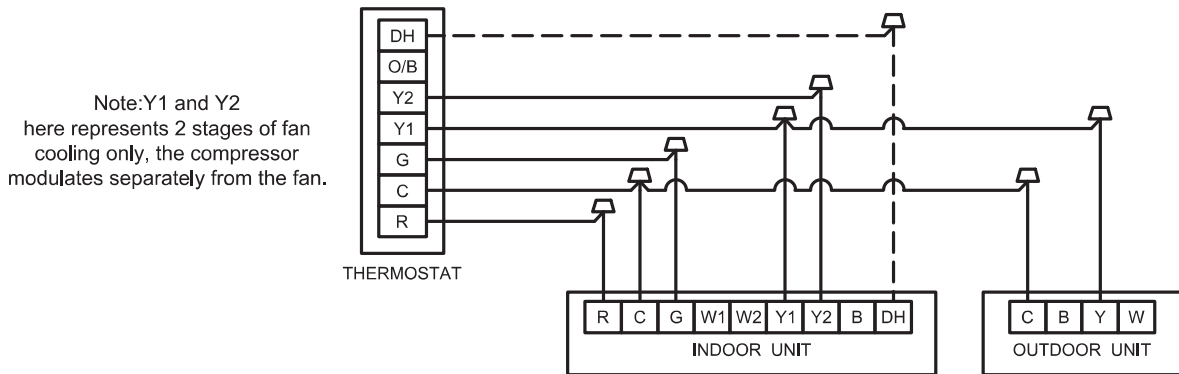 Note:Y1 and Y2
here represents 2 stages of fan
cooling only, the compressor
modulates separately from the fan.
DH
O/B
Y2
Y1
G
C
R
THERMOSTAT
R C G W1 W2 Y1 Y2 B DH
INDOOR UNIT
C B Y W
OUTDOOR UNIT